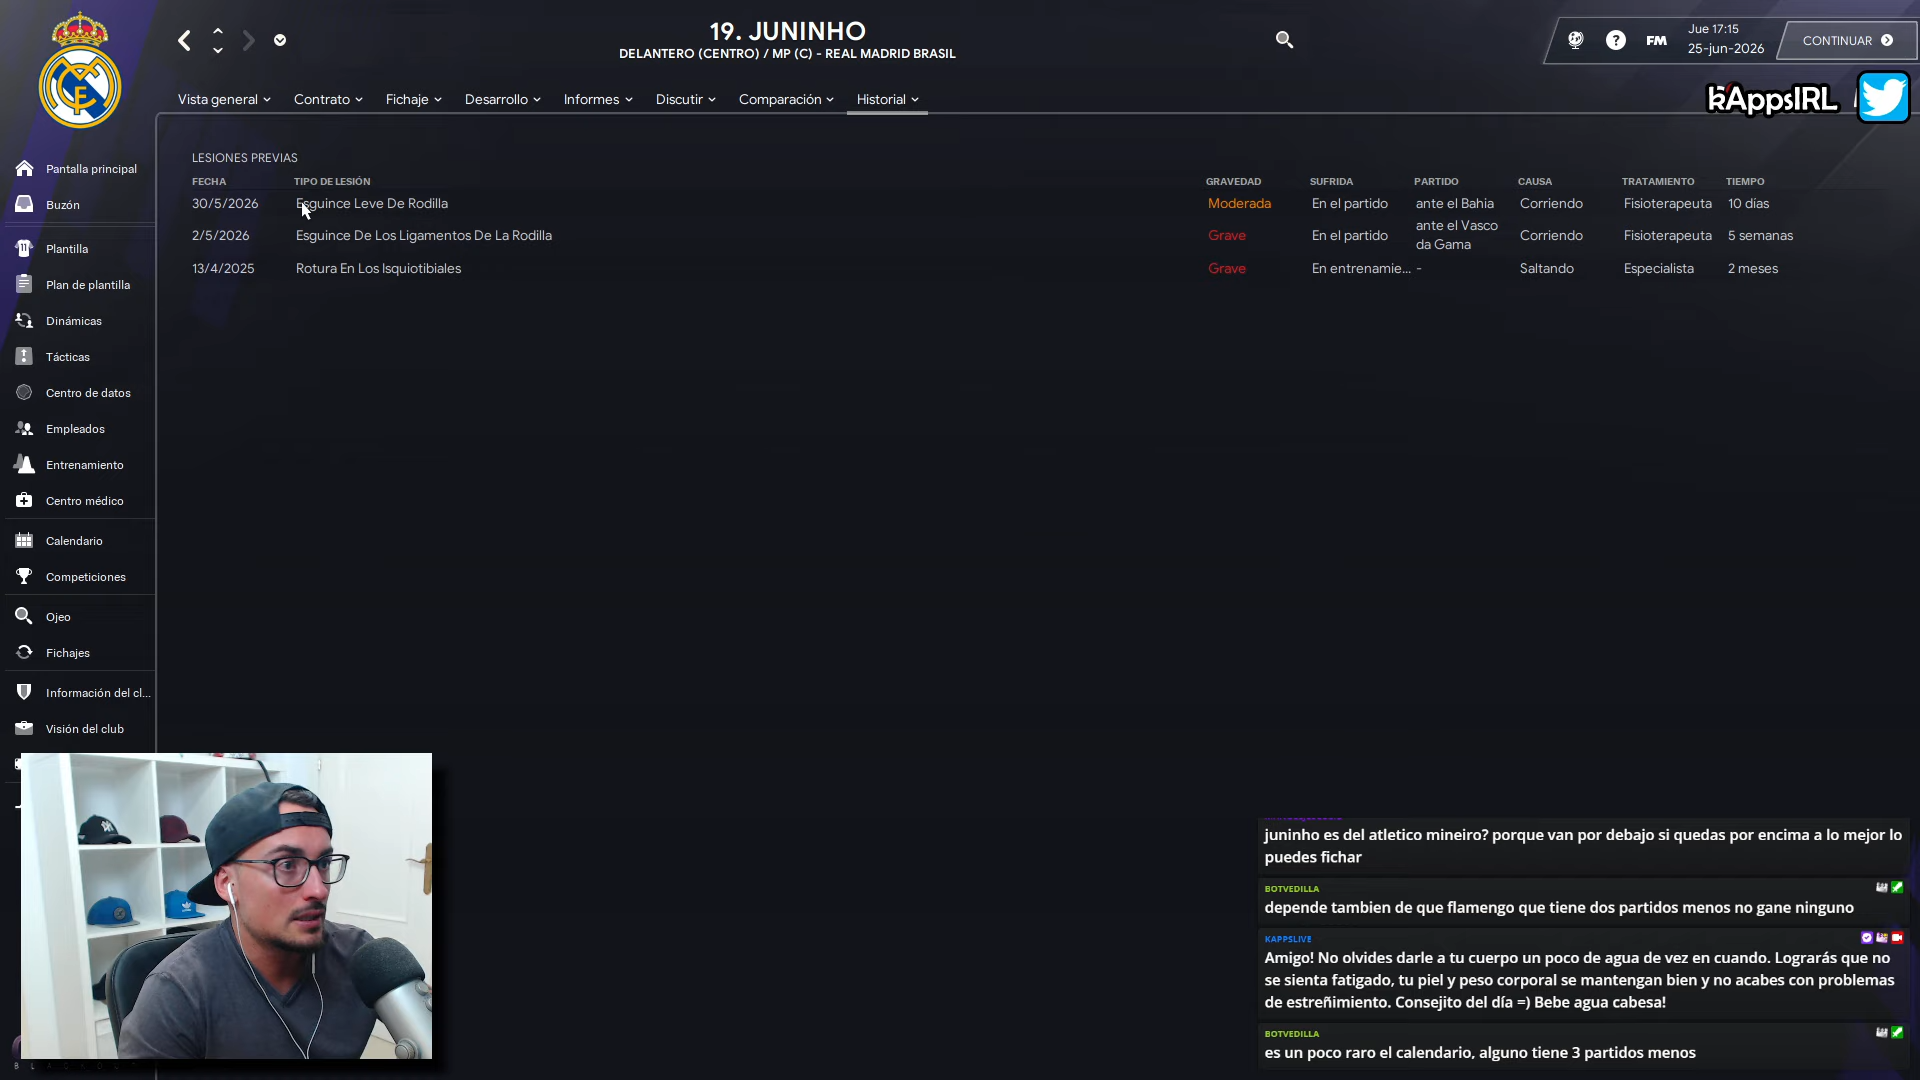 19. JUNINHO
DELANTERO (CENTRO) / MP (C) - REAL MADRID BRASIL
FM
Jue 17:15
25-jun-2026
CONTINUAR
Vista general
Contrato
Fichaje
Desarrollo
Informes
Discutir
Comparación
Historial
kAppsIRL
Pantalla principal
Buzón
Plantilla
Plan de plantilla
Dinámicas
Tácticas
Centro de datos
Empleados
Entrenamiento
Centro médico
Calendario
Competiciones
Ojeo
Fichajes
Información del cl...
Visión del club
LESIONES PREVIAS
FECHA TIPO DE LESIÓN GRAVEDAD SUFRIDA PARTIDO CAUSA TRATAMIENTO TIEMPO
30/5/2026 Esguince Leve De Rodilla Moderada En el partido ante el Bahia Corriendo Fisioterapeuta 10 días
2/5/2026 Esguince De Los Ligamentos De La Rodilla Grave En el partido ante el Vasco da Gama Corriendo Fisioterapeuta 5 semanas
13/4/2025 Rotura En Los Isquiotibiales Grave En entrenamie... - Saltando Especialista 2 meses
juninho es del atletico mineiro? porque van por debajo si quedas por encima a lo mejor lo
puedes fichar
BOTVEDILLA
depende tambien de que flamengo que tiene dos partidos menos no gane ninguno
KAPPSLIVE
Amigo! No olvides darle a tu cuerpo un poco de agua de vez en cuando. Lograrás que no
se sienta fatigado, tu piel y peso corporal se mantengan bien y no acabes con problemas
de estreñimiento. Consejito del día =) Bebe agua cabesa!
BOTVEDILLA
es un poco raro el calendario, alguno tiene 3 partidos menos